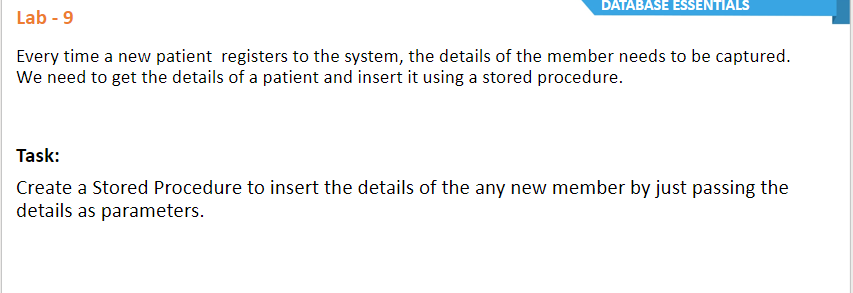 DATABASE ESSENTIALS
Lab - 9
Every time a new patient registers to the system, the details of the member needs to be captured.
We need to get the details of a patient and insert it using a stored procedure.
Task:
Create a Stored Procedure to insert the details of the any new member by just passing the
details as parameters.